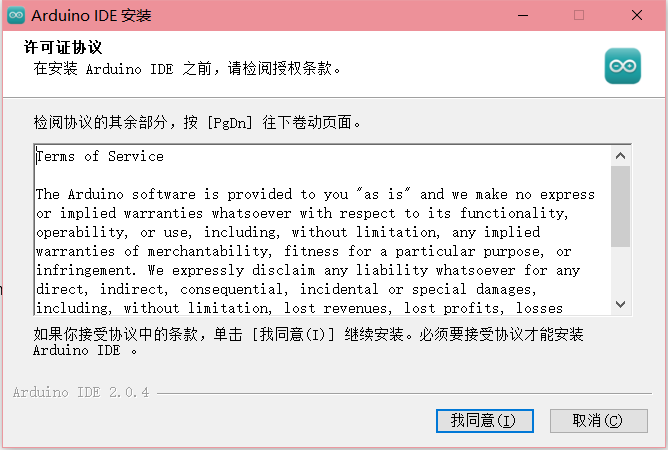 Arduino IDE 安装
许可证协议
在安装 Arduino IDE 之前，请检阅授权条款。
检阅协议的其余部分，按 [PgDn] 往下卷动页面。
Terms of Service
The Arduino software is provided to you "as is" and we make no express
or implied warranties whatsoever with respect to its functionality,
operability, or use, including, without limitation, any implied
warranties of merchantability, fitness for a particular purpose, or
infringement. We expressly disclaim any liability whatsoever for any
direct, indirect, consequential, incidental or special damages,
including, without limitation, lost revenues, lost profits, losses
如果你接受协议中的条款，单击 [我同意(I)] 继续安装。必须要接受协议才能安装
Arduino IDE 。
Arduino IDE 2.0.4
我同意(I)
取消(C)